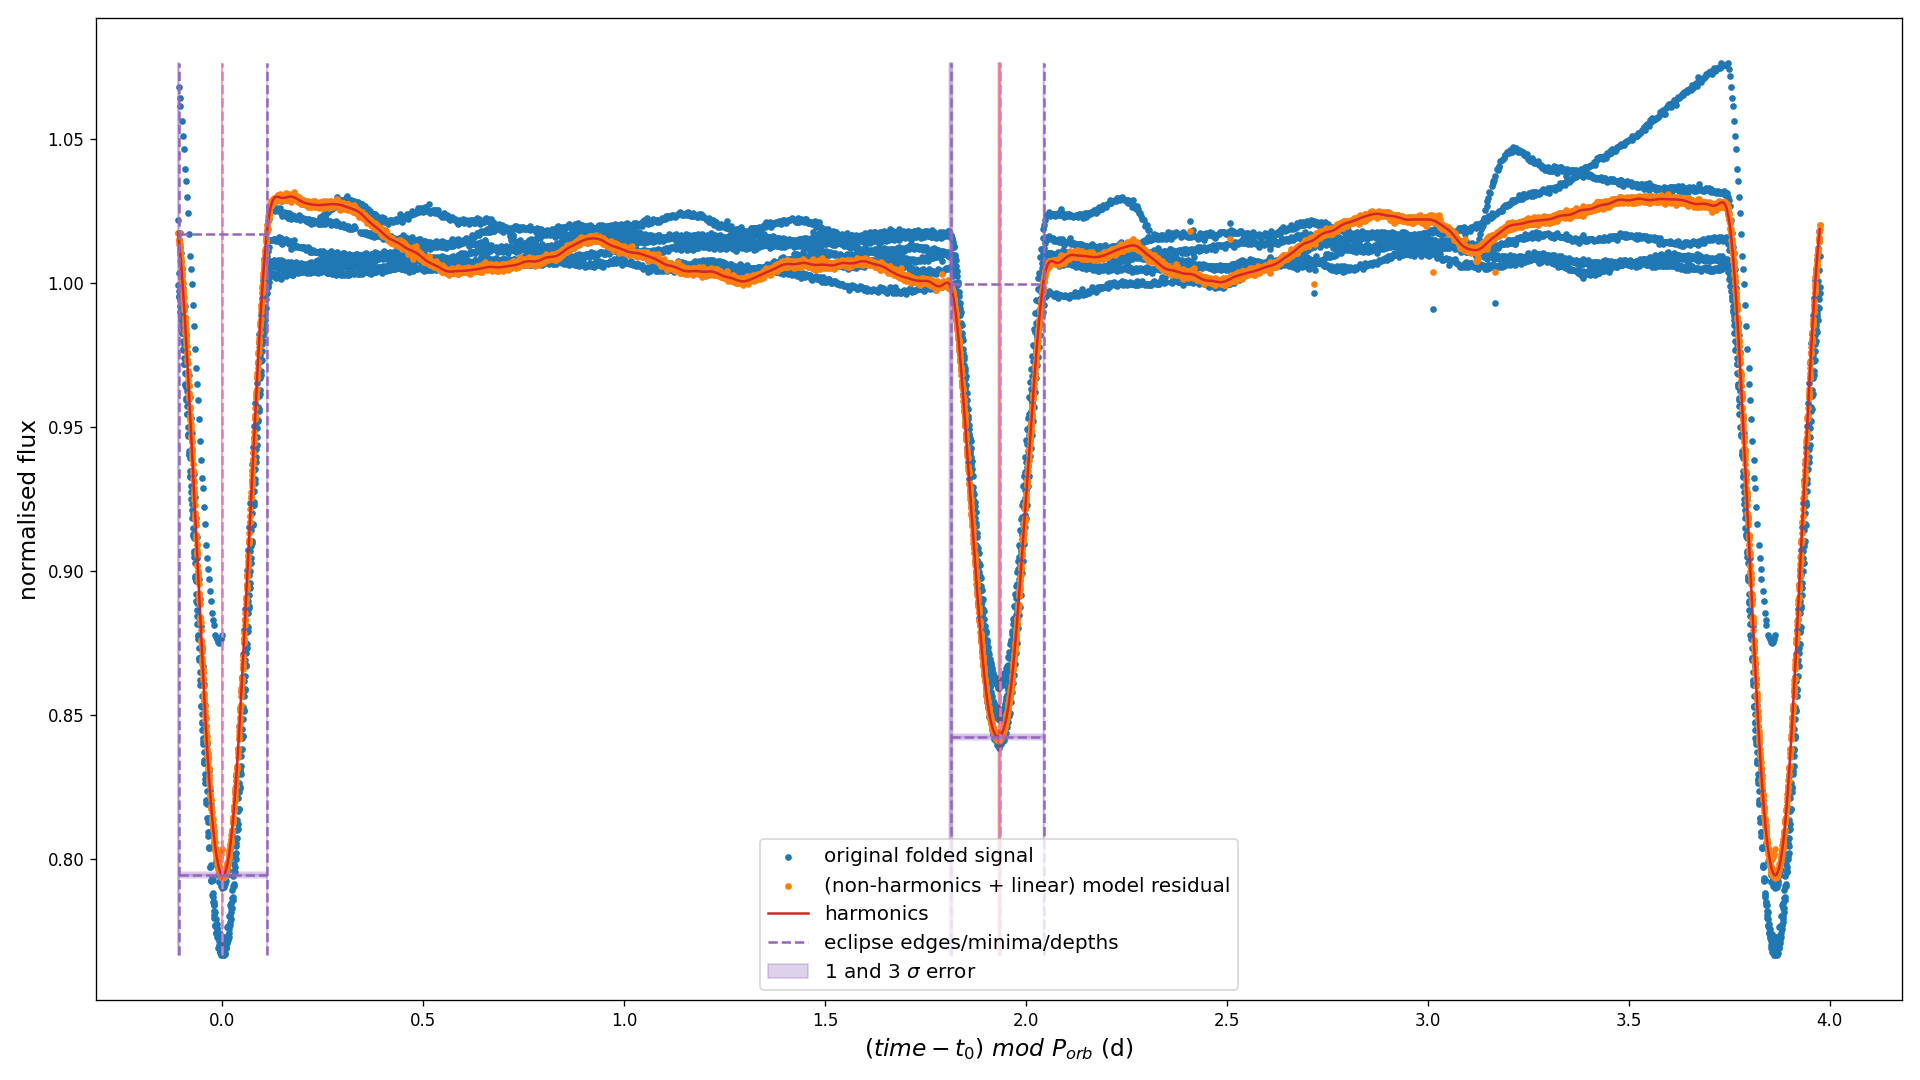 normalised flux
1.05
1.00
0.95
0.90
0.85
0.80
original folded signal
(non-harmonics + linear) model residual
harmonics
eclipse edges/minima/depths
1 and 3 σ error
0.0 0.5 1.0 1.5 2.0 2.5 3.0 3.5 4.0
(time − t₀) mod Pₒᵣb (d)